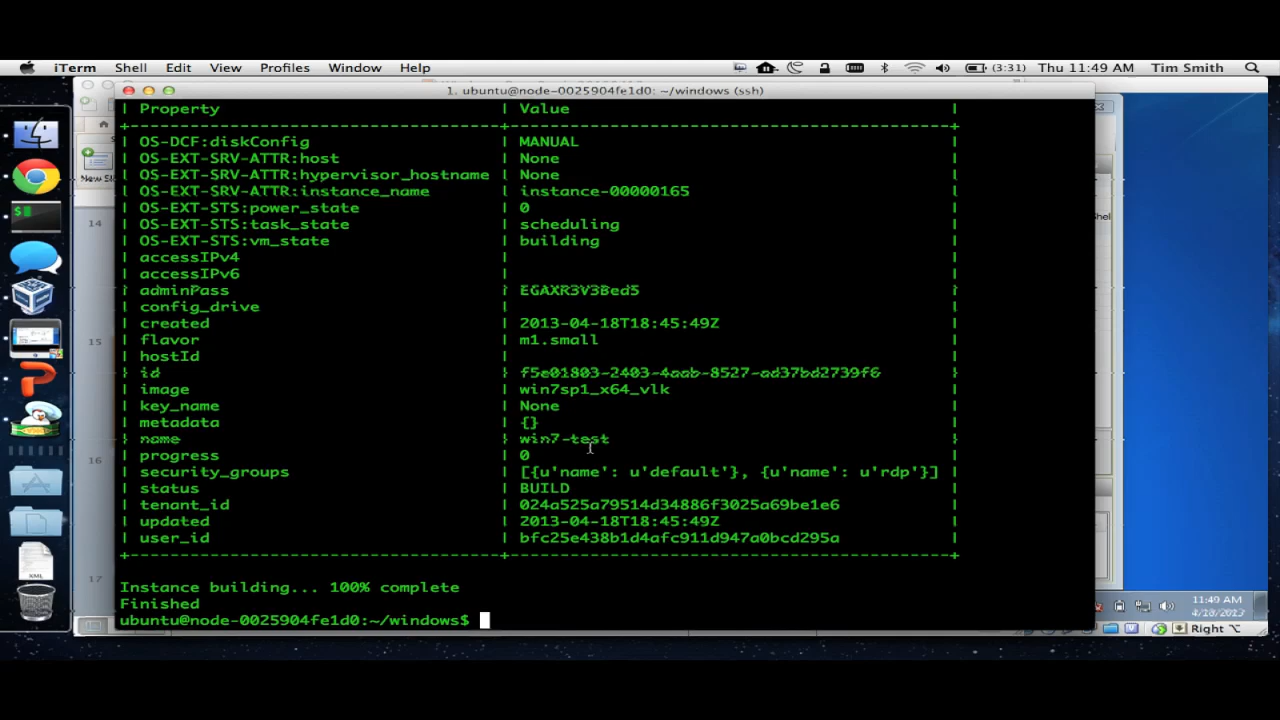 iTerm Shell Edit View Profiles Window Help (3:31) Thu 11:49 AM Tim Smith
1. ubuntu@node-0025904fe1d0: ~/windows (ssh)
| Property | Value |
+--------------------------------------+--------------------------------------------+
| OS-DCF:diskConfig | MANUAL |
| OS-EXT-SRV-ATTR:host | None |
| OS-EXT-SRV-ATTR:hypervisor_hostname | None |
| OS-EXT-SRV-ATTR:instance_name | instance-00000165 |
| OS-EXT-STS:power_state | 0 |
| OS-EXT-STS:task_state | scheduling |
| OS-EXT-STS:vm_state | building |
| accessIPv4 | |
| accessIPv6 | |
| adminPass | EGAXR3V3Bed5 |
| config_drive | |
| created | 2013-04-18T18:45:49Z |
| flavor | m1.small |
| hostId | |
| id | f5e01803-2403-4aab-8527-ad37bd2739f6 |
| image | win7sp1_x64_vlk |
| key_name | None |
| metadata | {} |
| name | win7-test |
| progress | 0 |
| security_groups | [{u'name': u'default'}, {u'name': u'rdp'}] |
| status | BUILD |
| tenant_id | 024a525a79514d34886f3025a69be1e6 |
| updated | 2013-04-18T18:45:49Z |
| user_id | bfc25e438b1d4afc911d947a0bcd295a |
+--------------------------------------+--------------------------------------------+
Instance building... 100% complete
Finished
ubuntu@node-0025904fe1d0:~/windows$
New
14
15
16
17
XML
11:49 AM
4/18/2013
Right ⌥